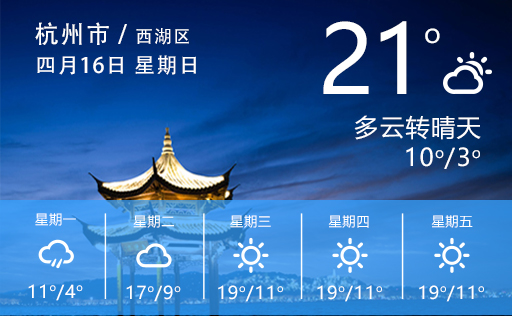 杭州市 / 西湖区
四月16日 星期日
21°
多云转晴天
10°/3°
星期一 星期二 星期三 星期四 星期五
11°/4° 17°/9° 19°/11° 19°/11° 19°/11°